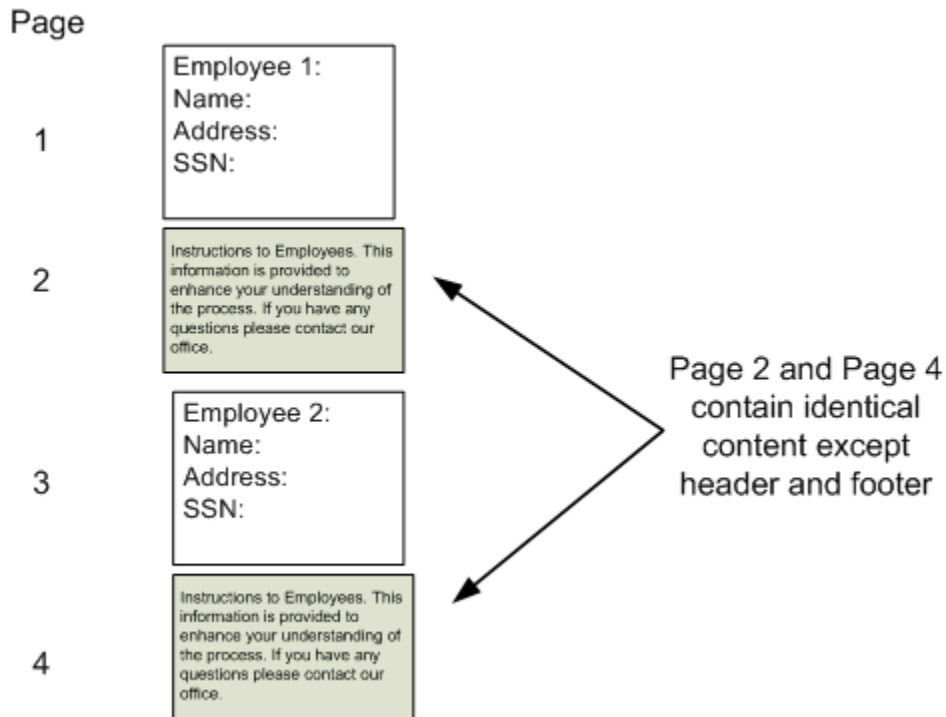 Page
1
Employee 1:
Name:
Address:
SSN:
2
Instructions to Employees. This
information is provided to
enhance your understanding of
the process. If you have any
questions please contact our
office.
Page 2 and Page 4
contain identical
content except
header and footer
3
Employee 2:
Name:
Address:
SSN:
4
Instructions to Employees. This
information is provided to
enhance your understanding of
the process. If you have any
questions please contact our
office.